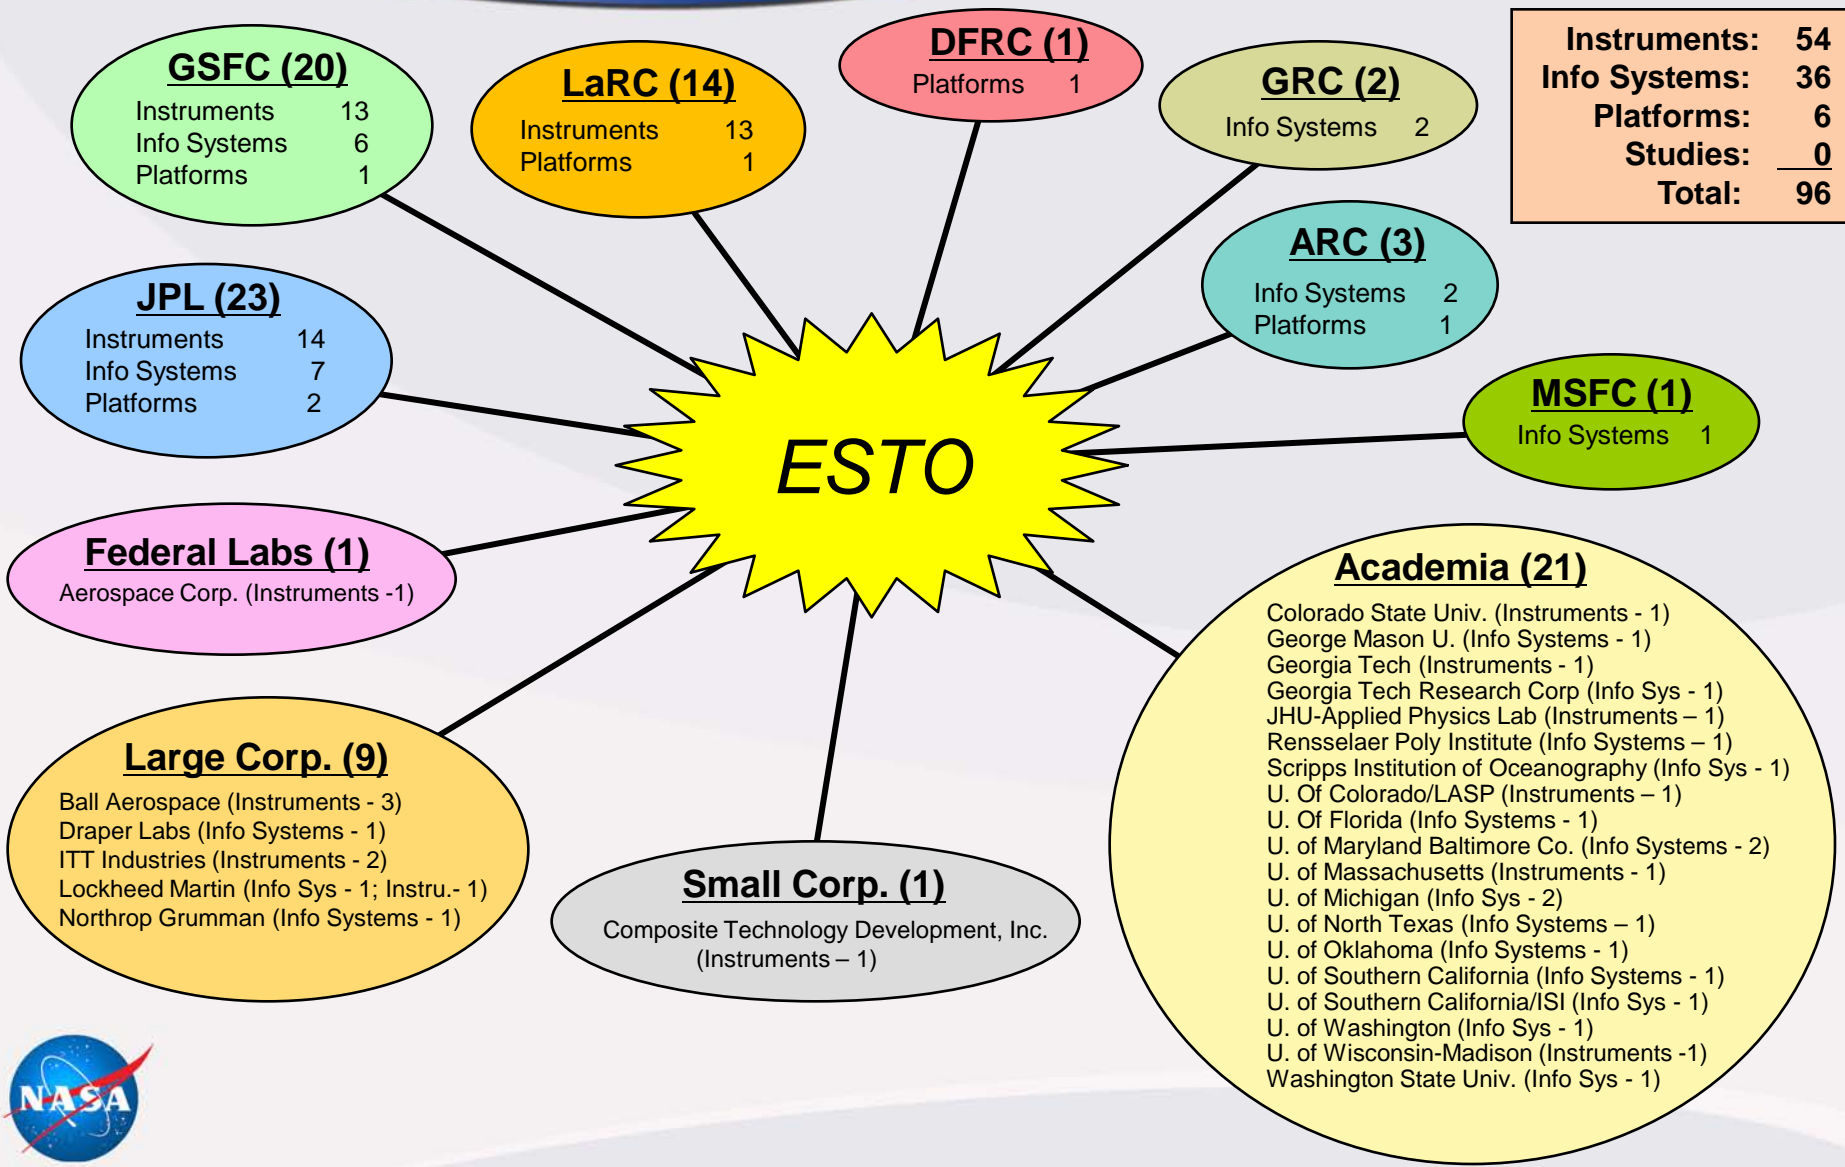 GSFC (20)
Instruments 13
Info Systems 6
Platforms 1
LaRC (14)
Instruments 13
Platforms 1
DFRC (1)
Platforms 1
GRC (2)
Info Systems 2
Instruments: 54
Info Systems: 36
Platforms: 6
Studies: 0
Total: 96
JPL (23)
Instruments 14
Info Systems 7
Platforms 2
ARC (3)
Info Systems 2
Platforms 1
MSFC (1)
Info Systems 1
ESTO
Federal Labs (1)
Aerospace Corp. (Instruments -1)
Large Corp. (9)
Ball Aerospace (Instruments - 3)
Draper Labs (Info Systems - 1)
ITT Industries (Instruments - 2)
Lockheed Martin (Info Sys - 1; Instru.- 1)
Northrop Grumman (Info Systems - 1)
Small Corp. (1)
Composite Technology Development, Inc.
(Instruments – 1)
Academia (21)
Colorado State Univ. (Instruments - 1)
George Mason U. (Info Systems - 1)
Georgia Tech (Instruments - 1)
Georgia Tech Research Corp (Info Sys - 1)
JHU-Applied Physics Lab (Instruments – 1)
Rensselaer Poly Institute (Info Systems – 1)
Scripps Institution of Oceanography (Info Sys - 1)
U. Of Colorado/LASP (Instruments – 1)
U. Of Florida (Info Systems - 1)
U. of Maryland Baltimore Co. (Info Systems - 2)
U. of Massachusetts (Instruments - 1)
U. of Michigan (Info Sys - 2)
U. of North Texas (Info Systems – 1)
U. of Oklahoma (Info Systems - 1)
U. of Southern California (Info Systems - 1)
U. of Southern California/ISI (Info Sys - 1)
U. of Washington (Info Sys - 1)
U. of Wisconsin-Madison (Instruments -1)
Washington State Univ. (Info Sys - 1)
NASA